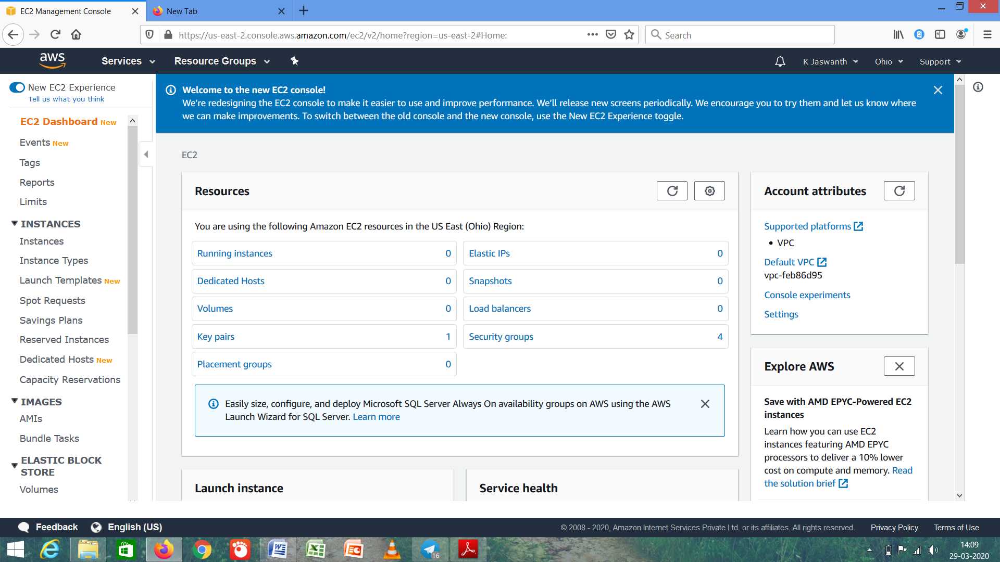 EC2 Management Console
New Tab
https://us-east-2.console.aws.amazon.com/ec2/v2/home?region=us-east-2#Home:
Search
aws
Services
Resource Groups
K Jaswanth
Ohio
Support
New EC2 Experience
Tell us what you think
EC2 Dashboard New
Events New
Tags
Reports
Limits
INSTANCES
Instances
Instance Types
Launch Templates New
Spot Requests
Savings Plans
Reserved Instances
Dedicated Hosts New
Capacity Reservations
IMAGES
AMIs
Bundle Tasks
ELASTIC BLOCK
STORE
Volumes
Welcome to the new EC2 console!
We're redesigning the EC2 console to make it easier to use and improve performance. We'll release new screens periodically. We encourage you to try them and let us know where
we can make improvements. To switch between the old console and the new console, use the New EC2 Experience toggle.
EC2
Resources
You are using the following Amazon EC2 resources in the US East (Ohio) Region:
Running instances 0
Elastic IPs 0
Dedicated Hosts 0
Snapshots 0
Volumes 0
Load balancers 0
Key pairs 1
Security groups 4
Placement groups 0
Easily size, configure, and deploy Microsoft SQL Server Always On availability groups on AWS using the AWS
Launch Wizard for SQL Server. Learn more
Launch instance
Service health
Account attributes
Supported platforms
• VPC
Default VPC
vpc-feb86d95
Console experiments
Settings
Explore AWS
Save with AMD EPYC-Powered EC2
instances
Learn how you can use EC2
instances featuring AMD EPYC
processors to deliver a 10% lower
cost on compute and memory. Read
the solution brief
Feedback
English (US)
© 2008 - 2020, Amazon Internet Services Private Ltd. or its affiliates. All rights reserved.
Privacy Policy
Terms of Use
16
14:09
29-03-2020